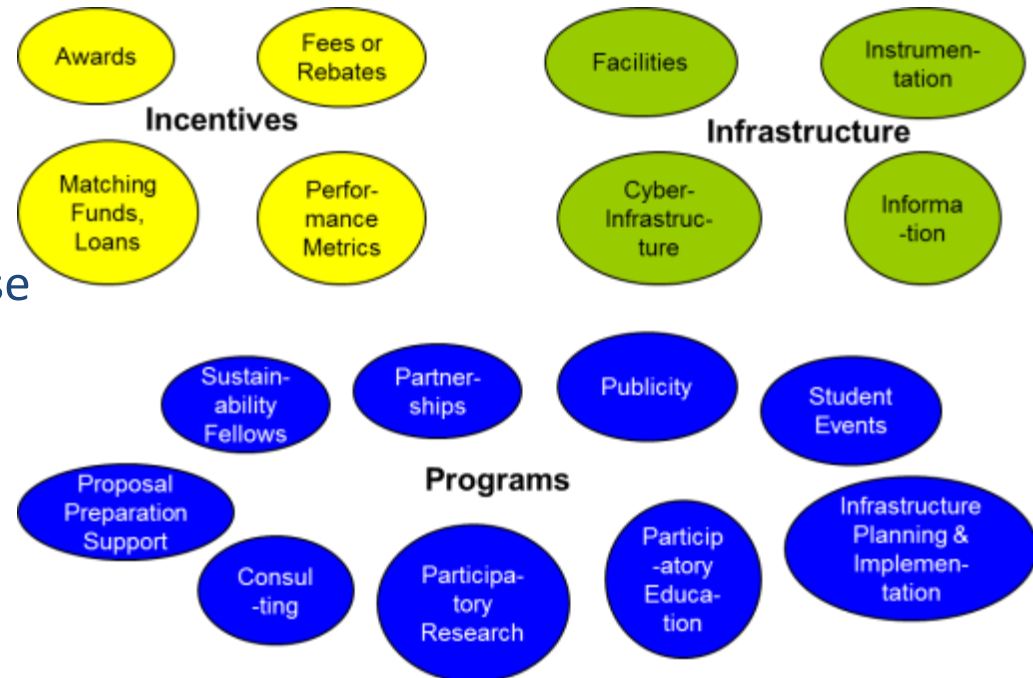 Awards
Fees or
Rebates
Incentives
Matching
Funds,
Loans
Perfor-
mance
Metrics
Facilities
Instrumen-
tation
Infrastructure
Cyber-
Infrastruc-
ture
Informa
-tion
se
Sustain-
ability
Fellows
Partner-
ships
Publicity
Student
Events
Programs
Proposal
Preparation
Support
Consul
-ting
Participa-
tory
Research
Particip
-atory
Educa-
tion
Infrastructure
Planning &
Implemen-
tation